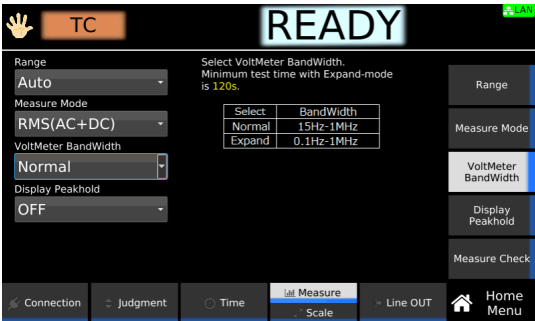 TC
READY
LAN
Range
Auto
Measure Mode
RMS(AC+DC)
VoltMeter BandWidth
Normal
Display Peakhold
OFF
Select VoltMeter BandWidth.
Minimum test time with Expand-mode
is 120s.
Select BandWidth
Normal 15Hz-1MHz
Expand 0.1Hz-1MHz
Range
Measure Mode
VoltMeter
BandWidth
Display
Peakhold
Measure Check
Connection
Judgment
Time
Measure
Scale
Line OUT
Home
Menu